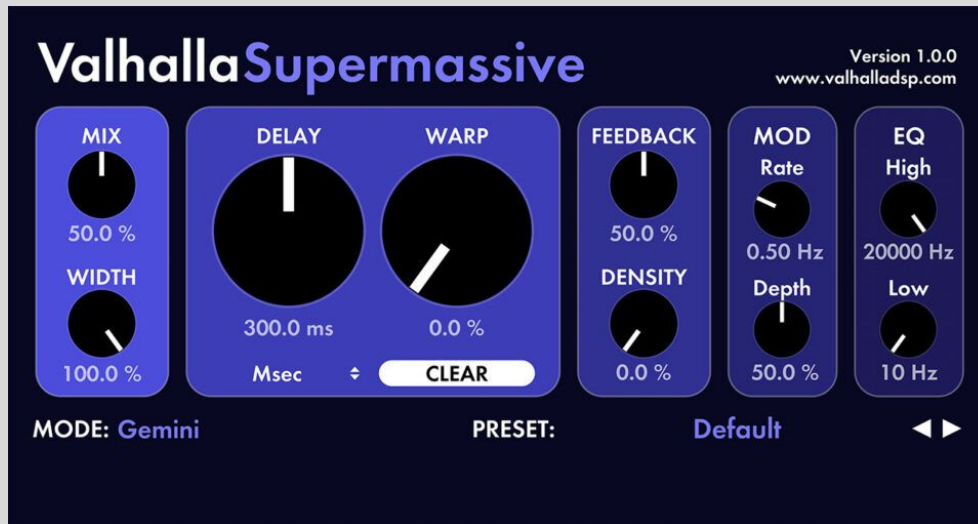 ValhallaSupermassive
Version 1.0.0
www.valhalladsp.com
MIX
50.0 %
WIDTH
100.0 %
DELAY
300.0 ms
Msec
WARP
0.0 %
CLEAR
FEEDBACK
50.0 %
DENSITY
0.0 %
MOD
Rate
0.50 Hz
Depth
50.0 %
EQ
High
20000 Hz
Low
10 Hz
MODE: Gemini
PRESET: Default